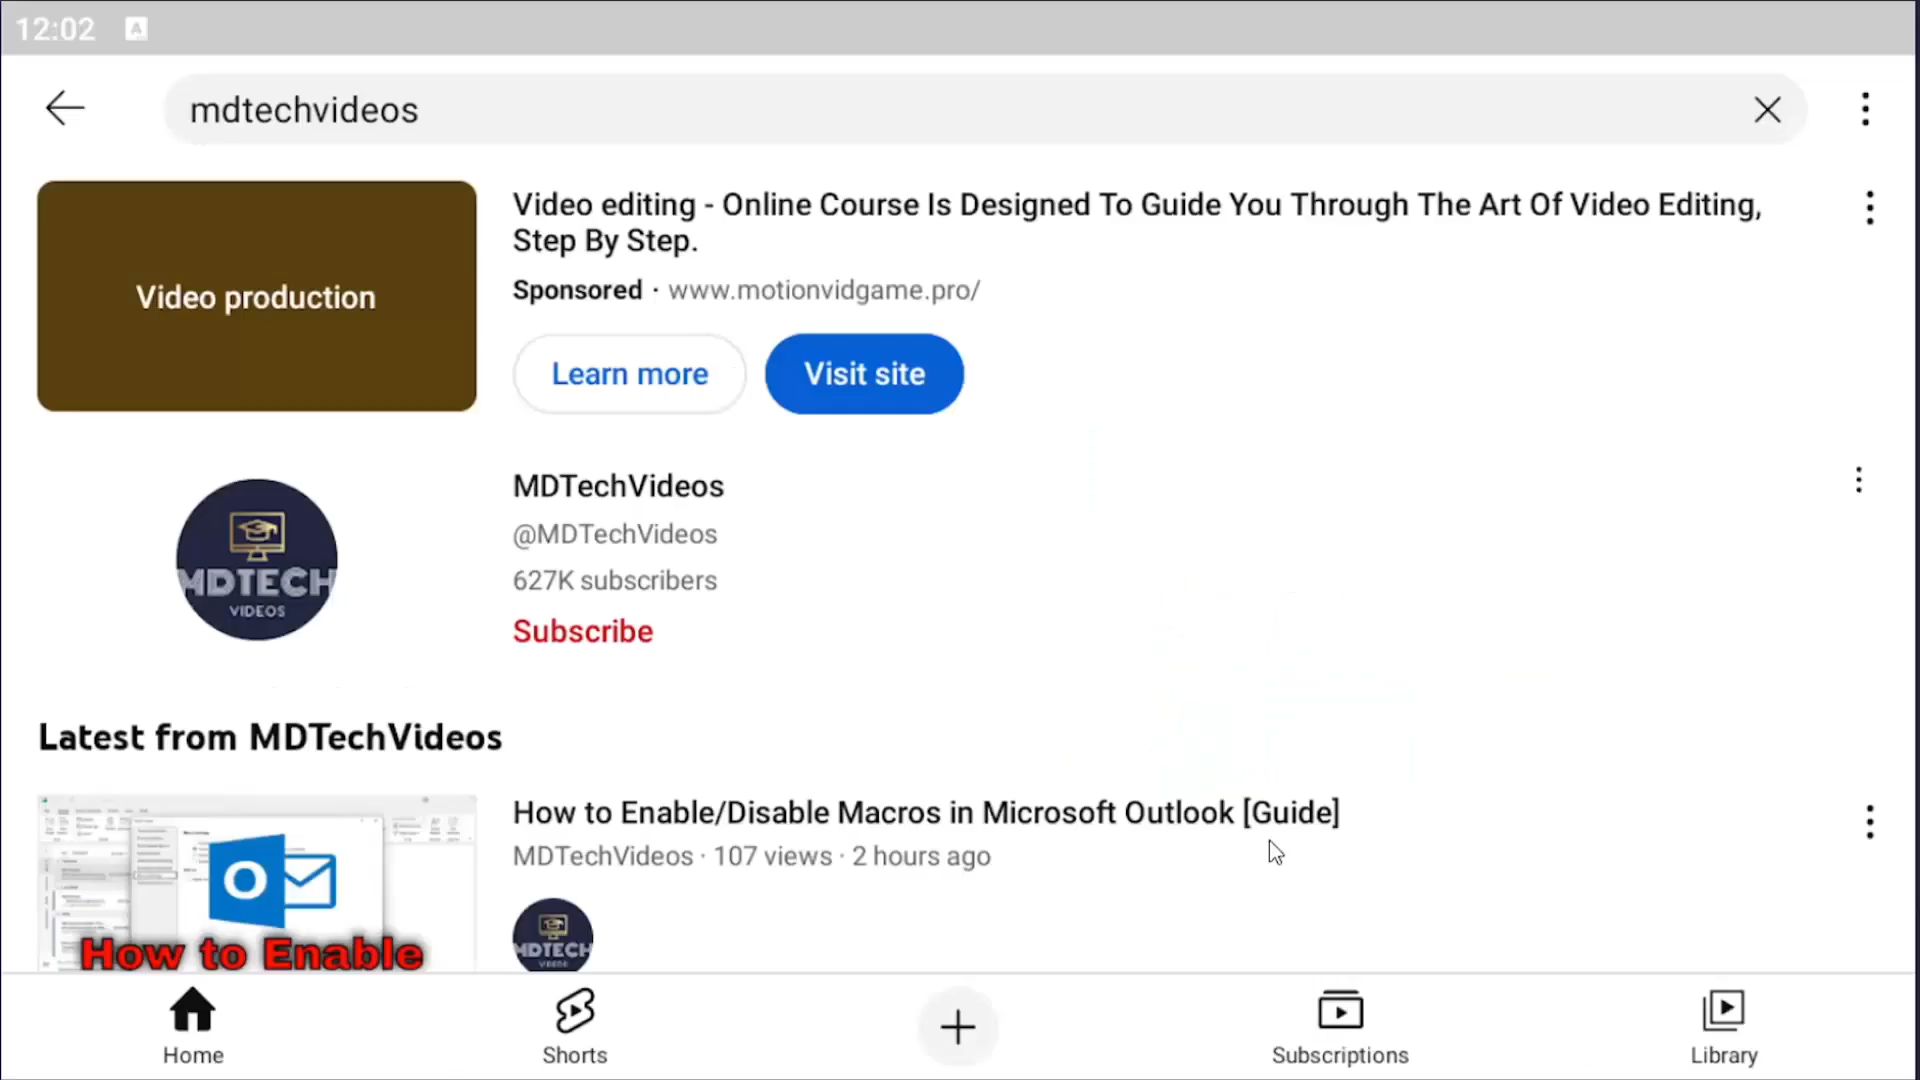 12:02
A
mdtechvideos
Video production
Video editing - Online Course Is Designed To Guide You Through The Art Of Video Editing,
Step By Step.
Sponsored · www.motionvidgame.pro/
Learn more
Visit site
MDTECH
VIDEOS
MDTechVideos
@MDTechVideos
627K subscribers
Subscribe
Latest from MDTechVideos
How to Enable
How to Enable/Disable Macros in Microsoft Outlook [Guide]
MDTechVideos · 107 views · 2 hours ago
MDTECH
VIDEOS
Home
Shorts
Subscriptions
Library